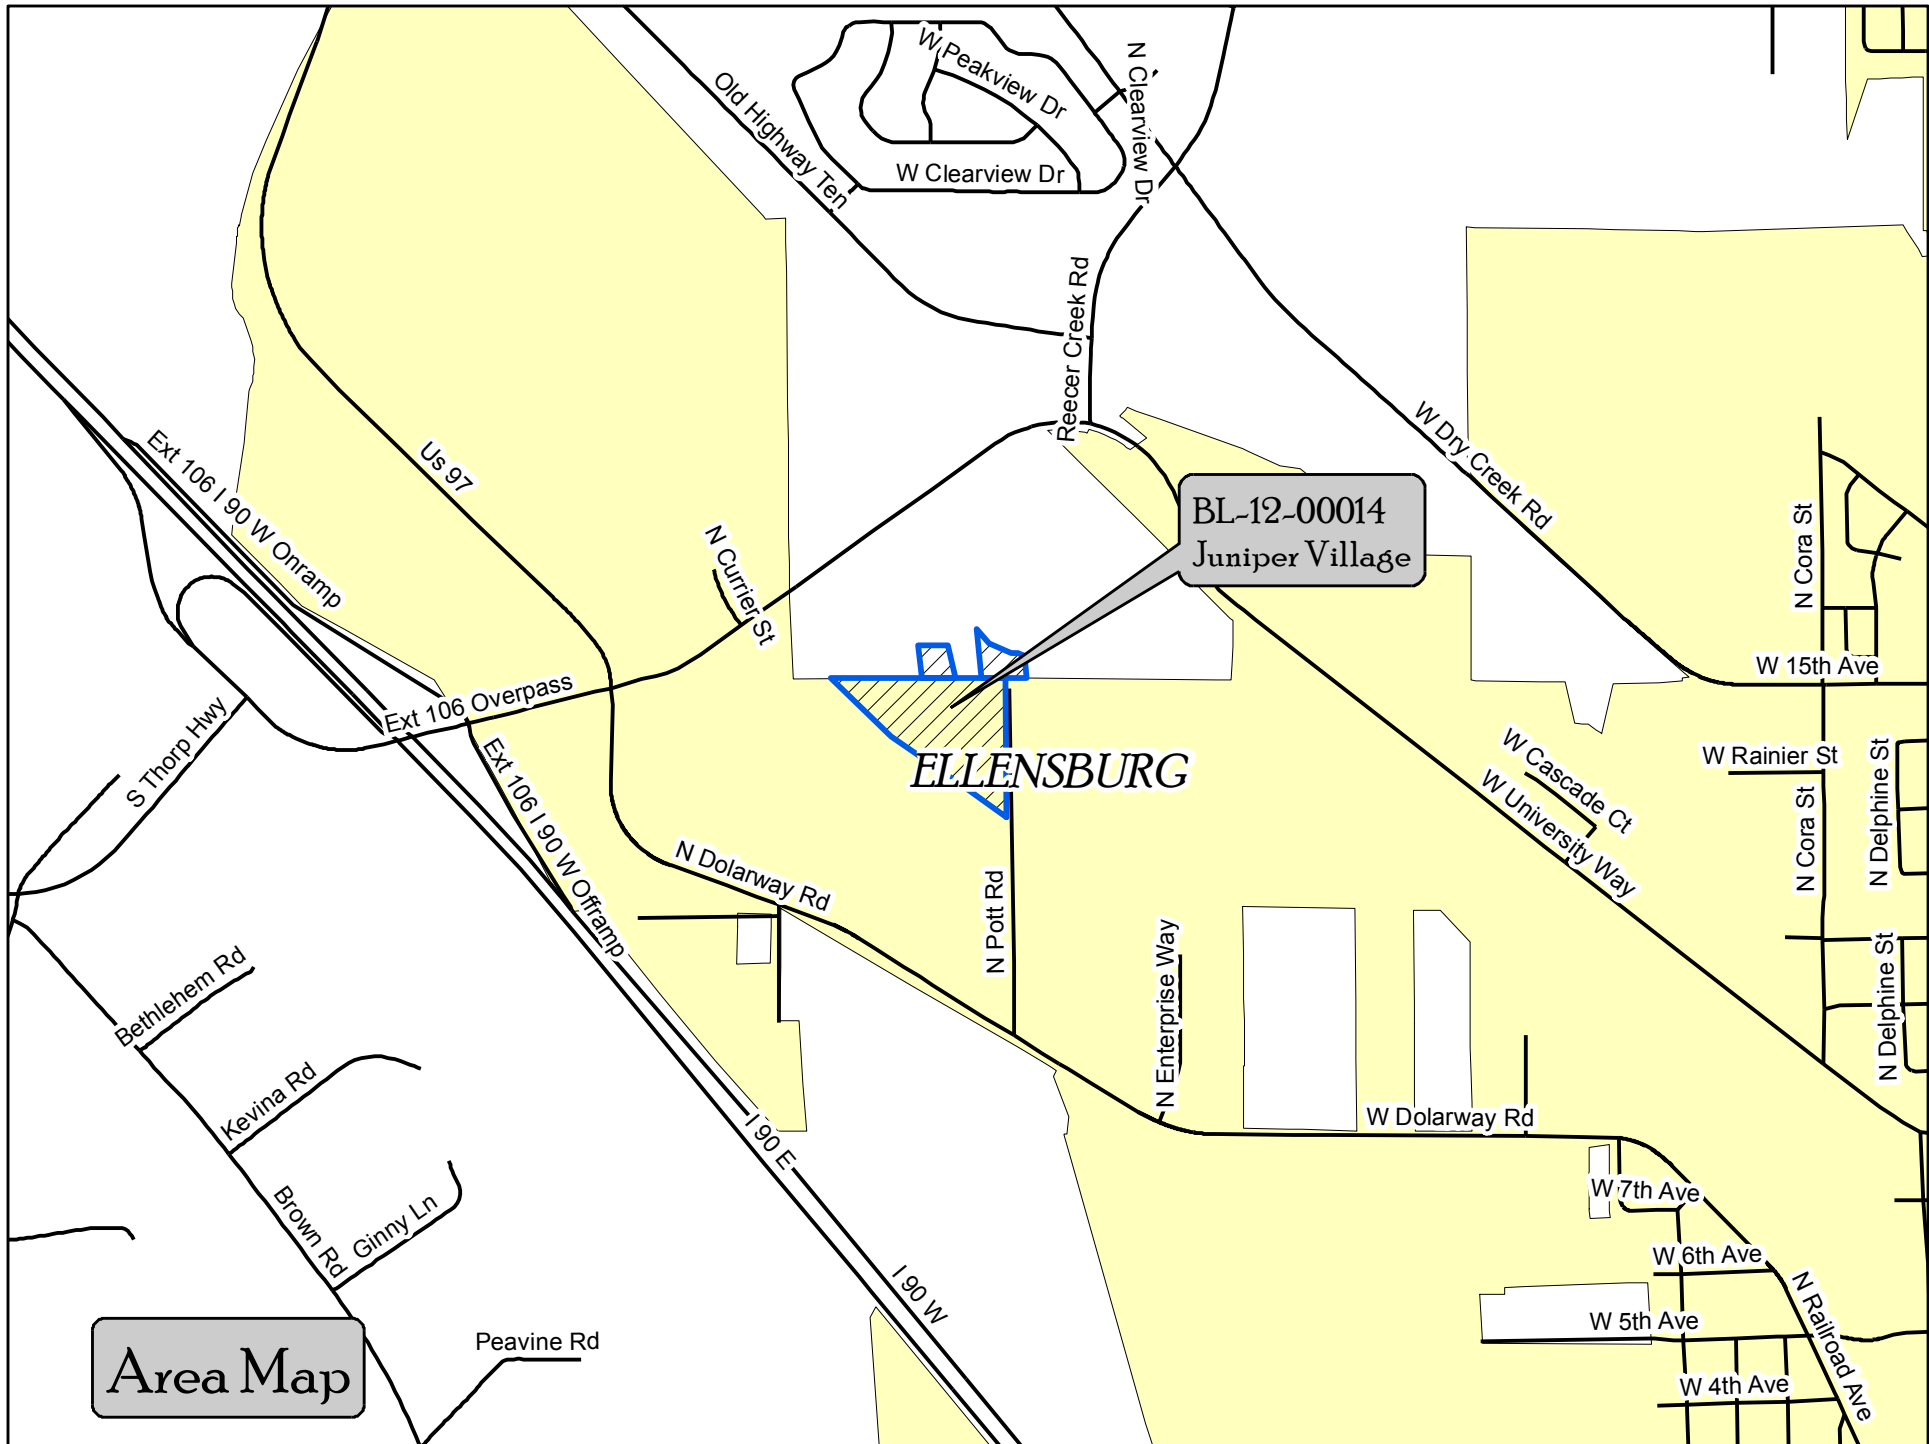 W Peakview Dr
N Clearview Dr
Old Highway Ten
W Clearview Dr
Reecer Creek Rd
W Dry Creek Rd
Ext 106 I 90 W Onramp
Us 97
N Currier St
BL-12-00014
Juniper Village
N Cora St
W 15th Ave
Ext 106 Overpass
S Thorp Hwy
Ext 106 I 90 W Offramp
ELLENSBURG
W Cascade Ct
W University Way
W Rainier St
N Delphine St
N Cora St
N Dolarway Rd
N Pott Rd
N Enterprise Way
N Delphine St
Bethlehem Rd
Kevina Rd
I 90 E
W Dolarway Rd
Brown Rd
Ginny Ln
W 7th Ave
W 6th Ave
I 90 W
N Railroad Ave
W 5th Ave
Peavine Rd
W 4th Ave
Area Map